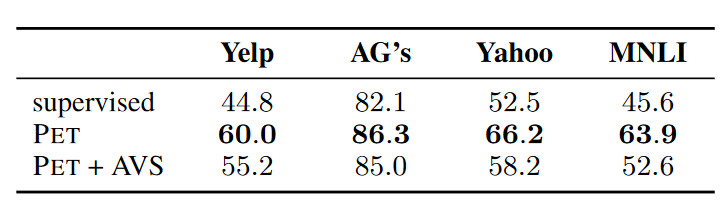 Yelp AG's Yahoo MNLI
supervised 44.8 82.1 52.5 45.6
PET 60.0 86.3 66.2 63.9
PET + AVS 55.2 85.0 58.2 52.6